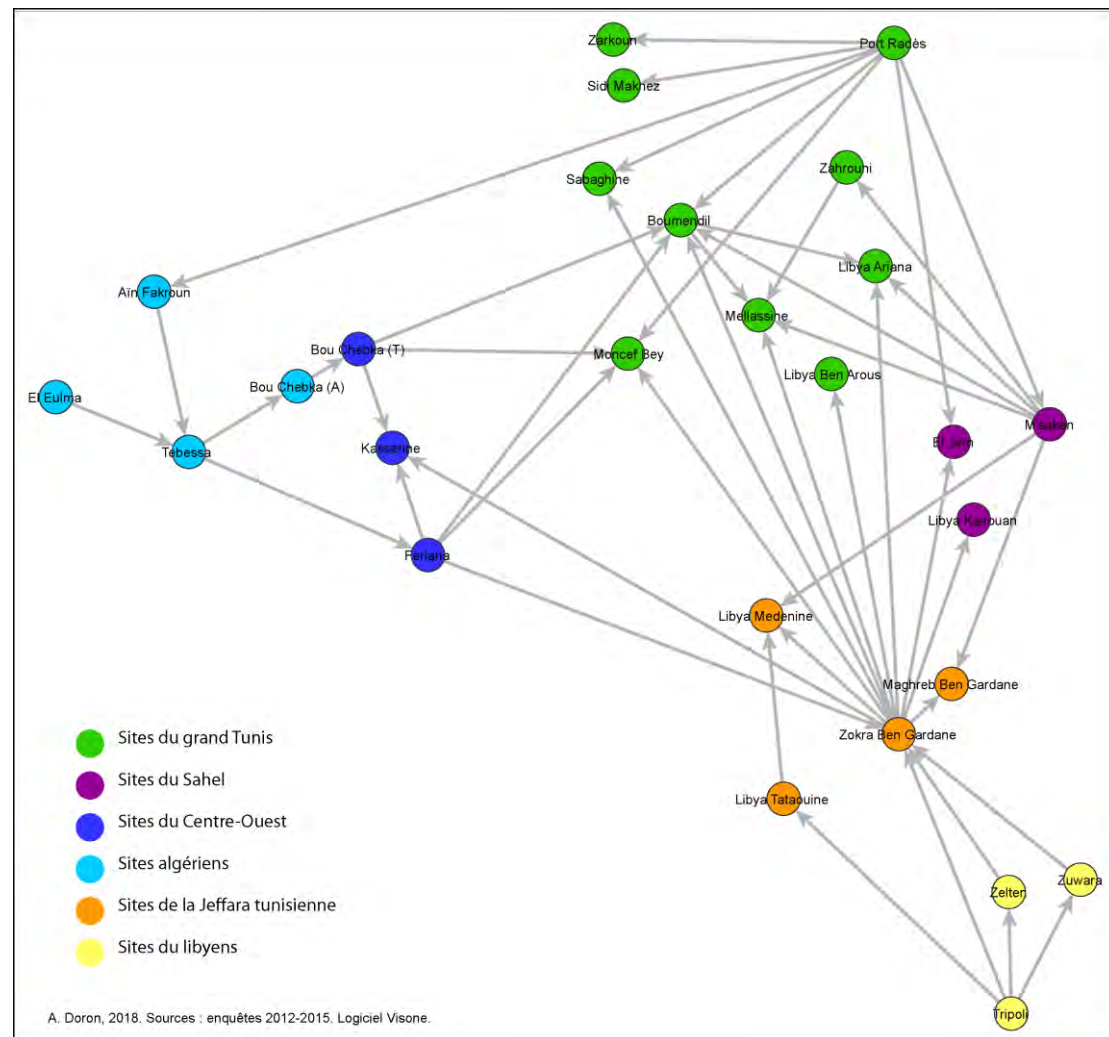 Zarkoun
Port Radès
Sidi Makhez
Sabaghine
Zahrouni
Boumendil
Libya Ariana
Aïn Fakroun
Mellassine
Bou Chebka (T)
Moncef Bey
Libya Ben Arous
Bou Chebka (A)
El Eulma
M'saken
El Jem
Kasserine
Tebessa
Libya Kairouan
Feriana
Libya Medenine
Maghreb Ben Gardane
Zokra Ben Gardane
Libya Tataouine
Zuwara
Zelten
Tripoli
Sites du grand Tunis
Sites du Sahel
Sites du Centre-Ouest
Sites algériens
Sites de la Jeffara tunisienne
Sites du libyens
A. Doron, 2018. Sources : enquêtes 2012-2015. Logiciel Visone.